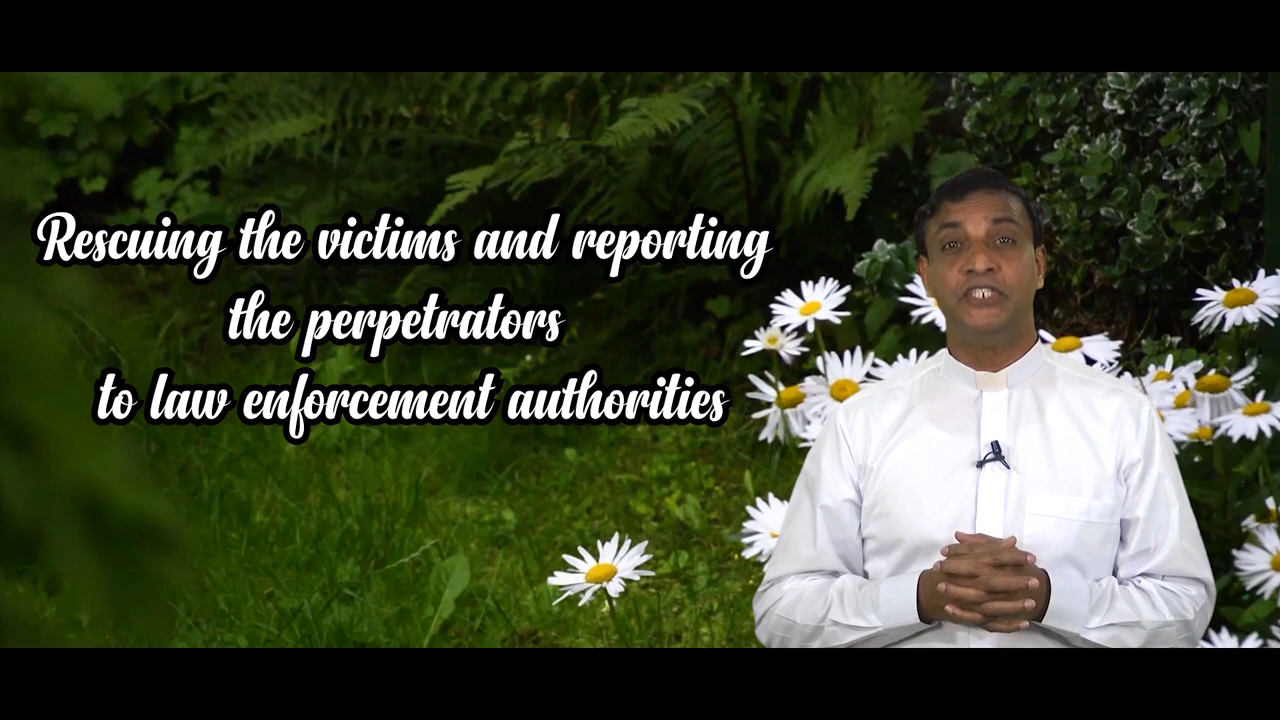 Rescuing the victims and reporting
the perpetrators
to law enforcement authorities